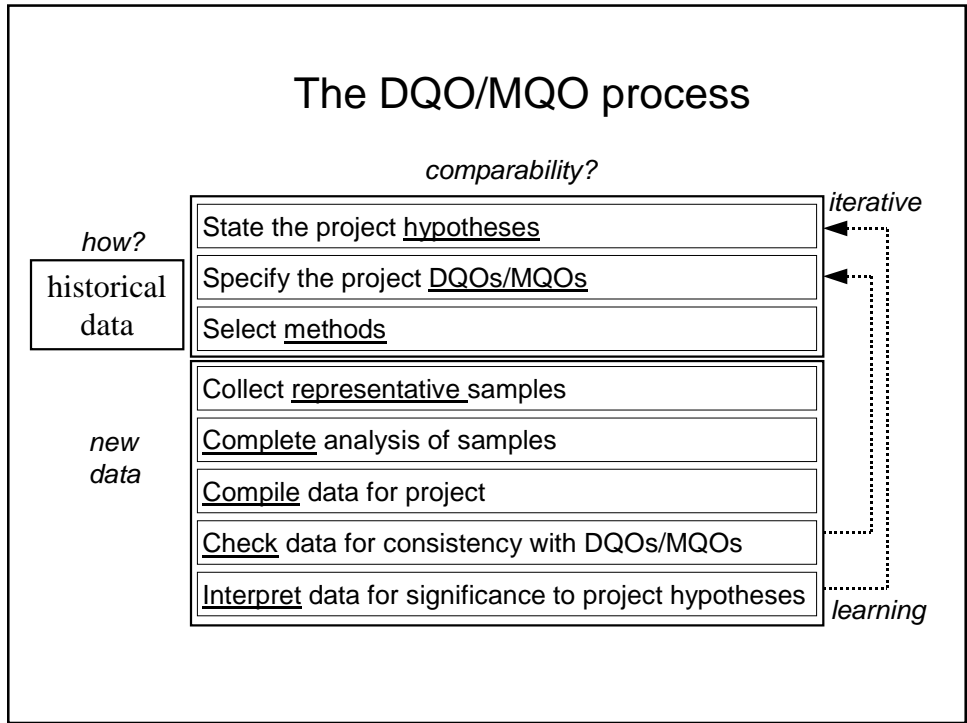 The DQO/MQO process
comparability?
iterative
how?
historical
data
State the project hypotheses
Specify the project DQOs/MQOs
Select methods
new
data
Collect representative samples
Complete analysis of samples
Compile data for project
Check data for consistency with DQOs/MQOs
Interpret data for significance to project hypotheses
learning